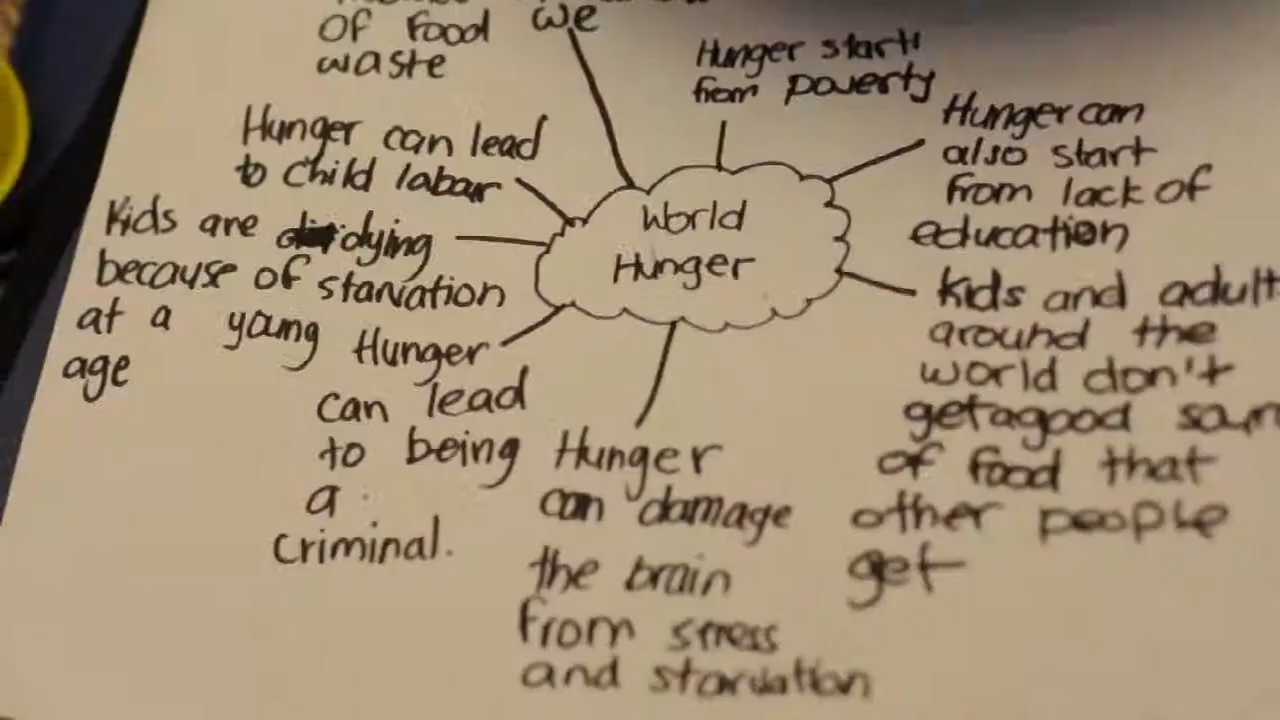 of food we
waste
Hunger starts
from poverty
Hunger can
also start
from lack of
education
Hunger can lead
to child labar
World
Hunger
Kids are dying
because of starvation
at a young
age
Kids and adult
around the
world don't
get a good
of food that
other people
get
Hunger
can lead
to being
a
criminal.
Hunger
can damage
the brain
from stress
and starvation